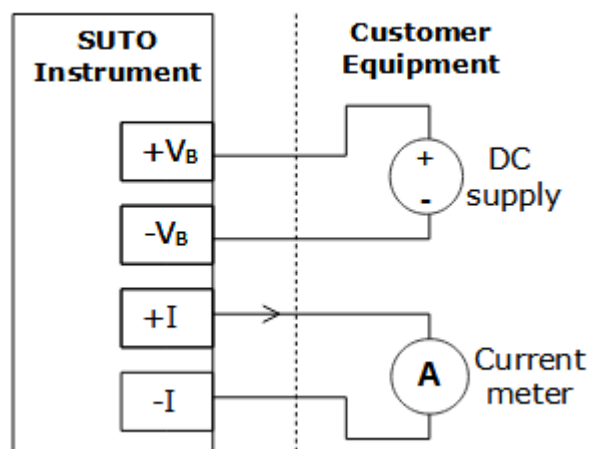 SUTO
Instrument
Customer
Equipment
+VB
-VB
+I
-I
+
-
DC
supply
A
Current
meter